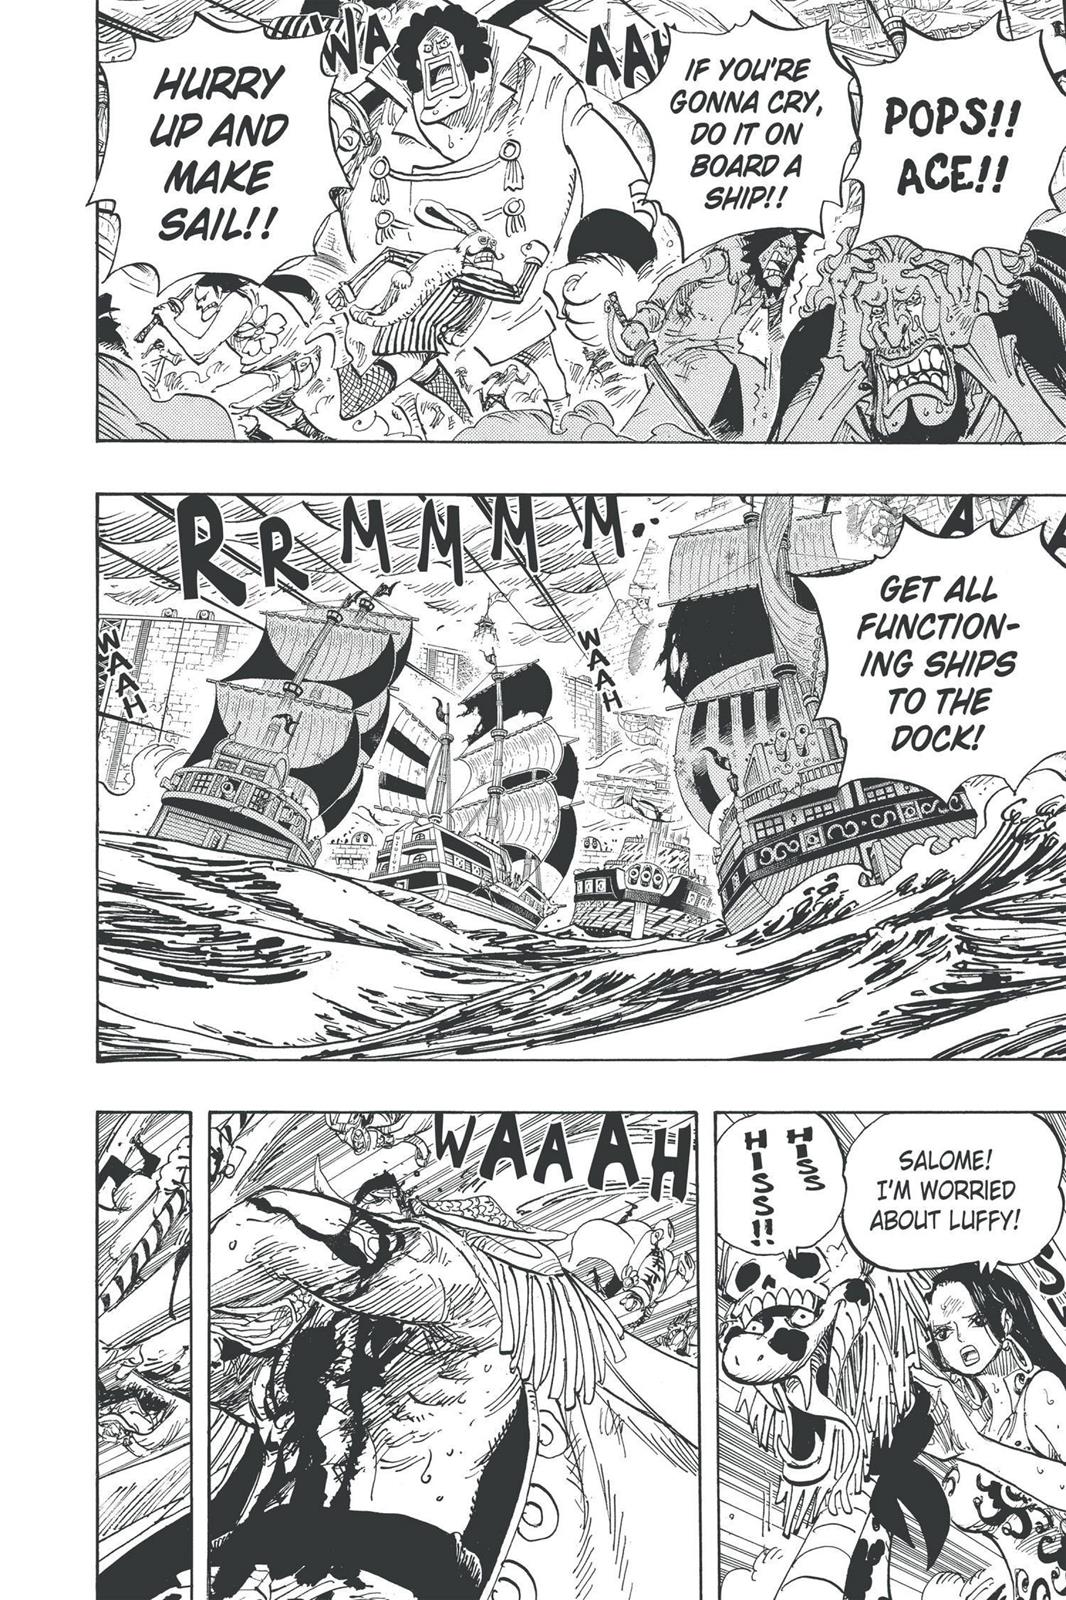 POPS!!
ACE!!
IF YOU'RE
GONNA CRY,
DO IT ON
BOARD A
SHIP!!
WA
AAH
HURRY
UP AND
MAKE
SAIL!!
GET ALL
FUNCTION-
ING SHIPS
TO THE
DOCK!
RRMMMM
WAAH
WAAH
SALOME!
I'M WORRIED
ABOUT LUFFY!
HISS
HISS!!
WAAAH